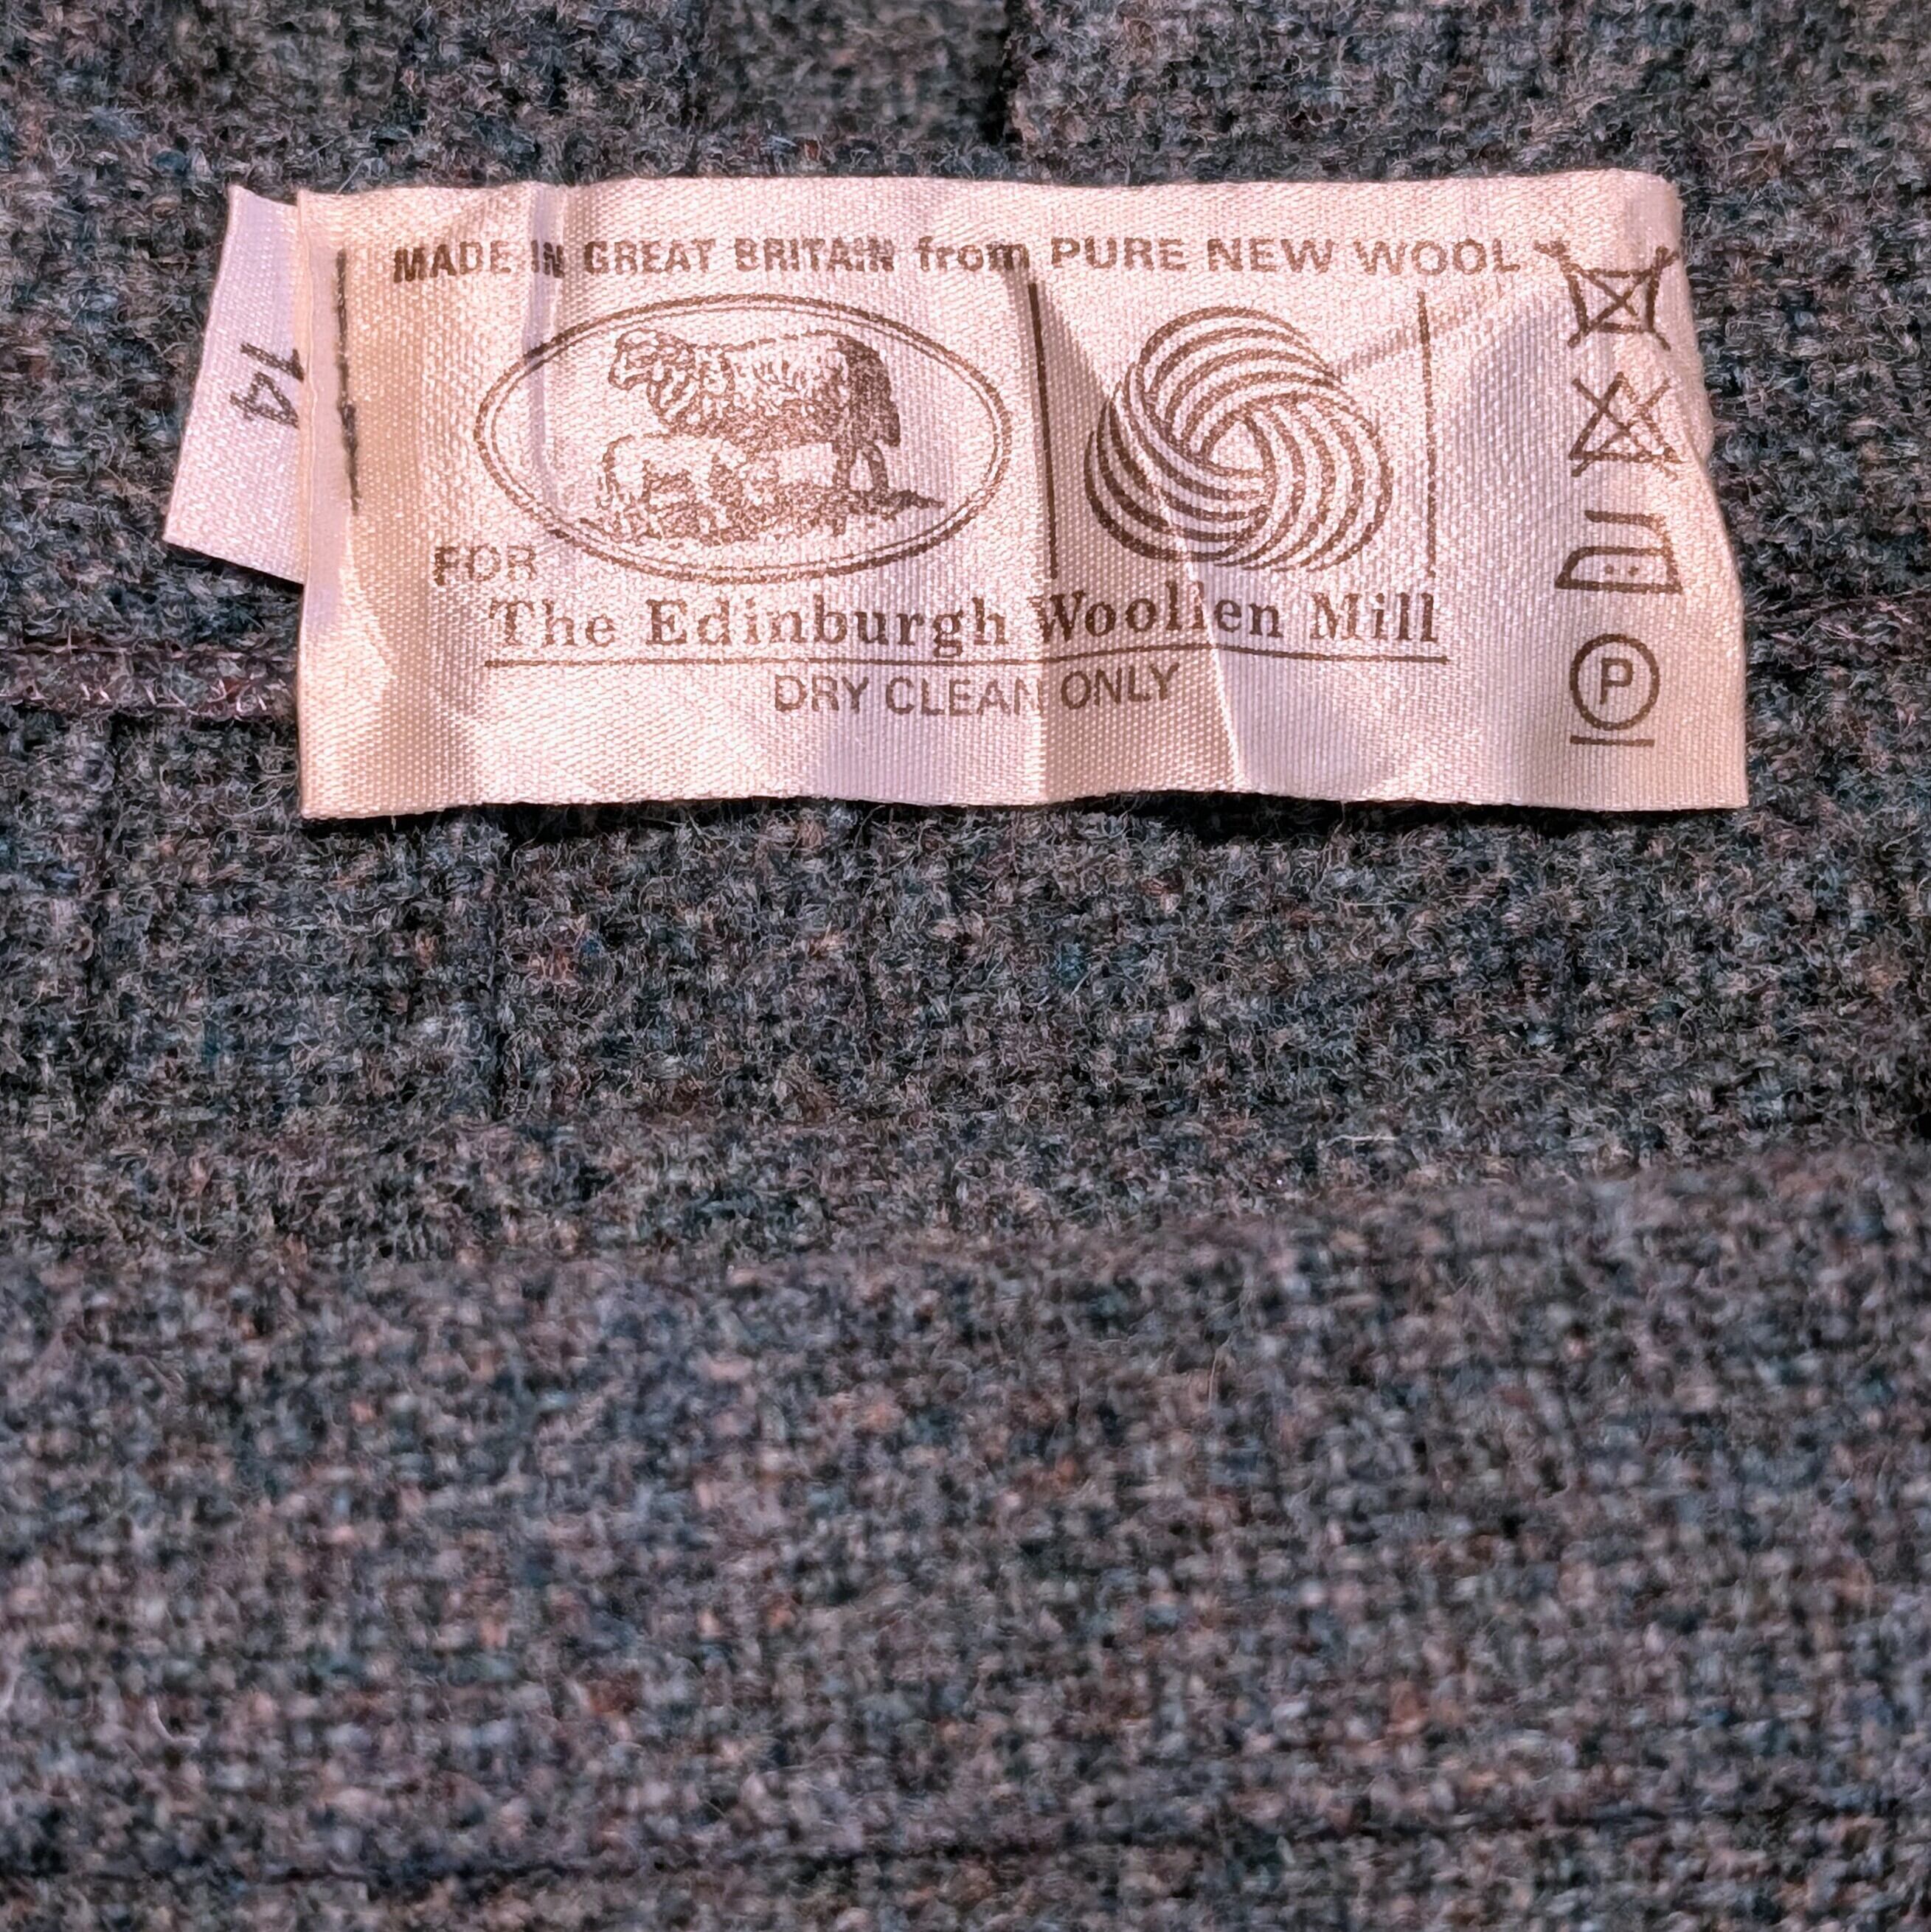 MADE IN GREAT BRITAIN from PURE NEW WOOL
14
FOR
The Edinburgh Woollen Mill
DRY CLEAN ONLY
P